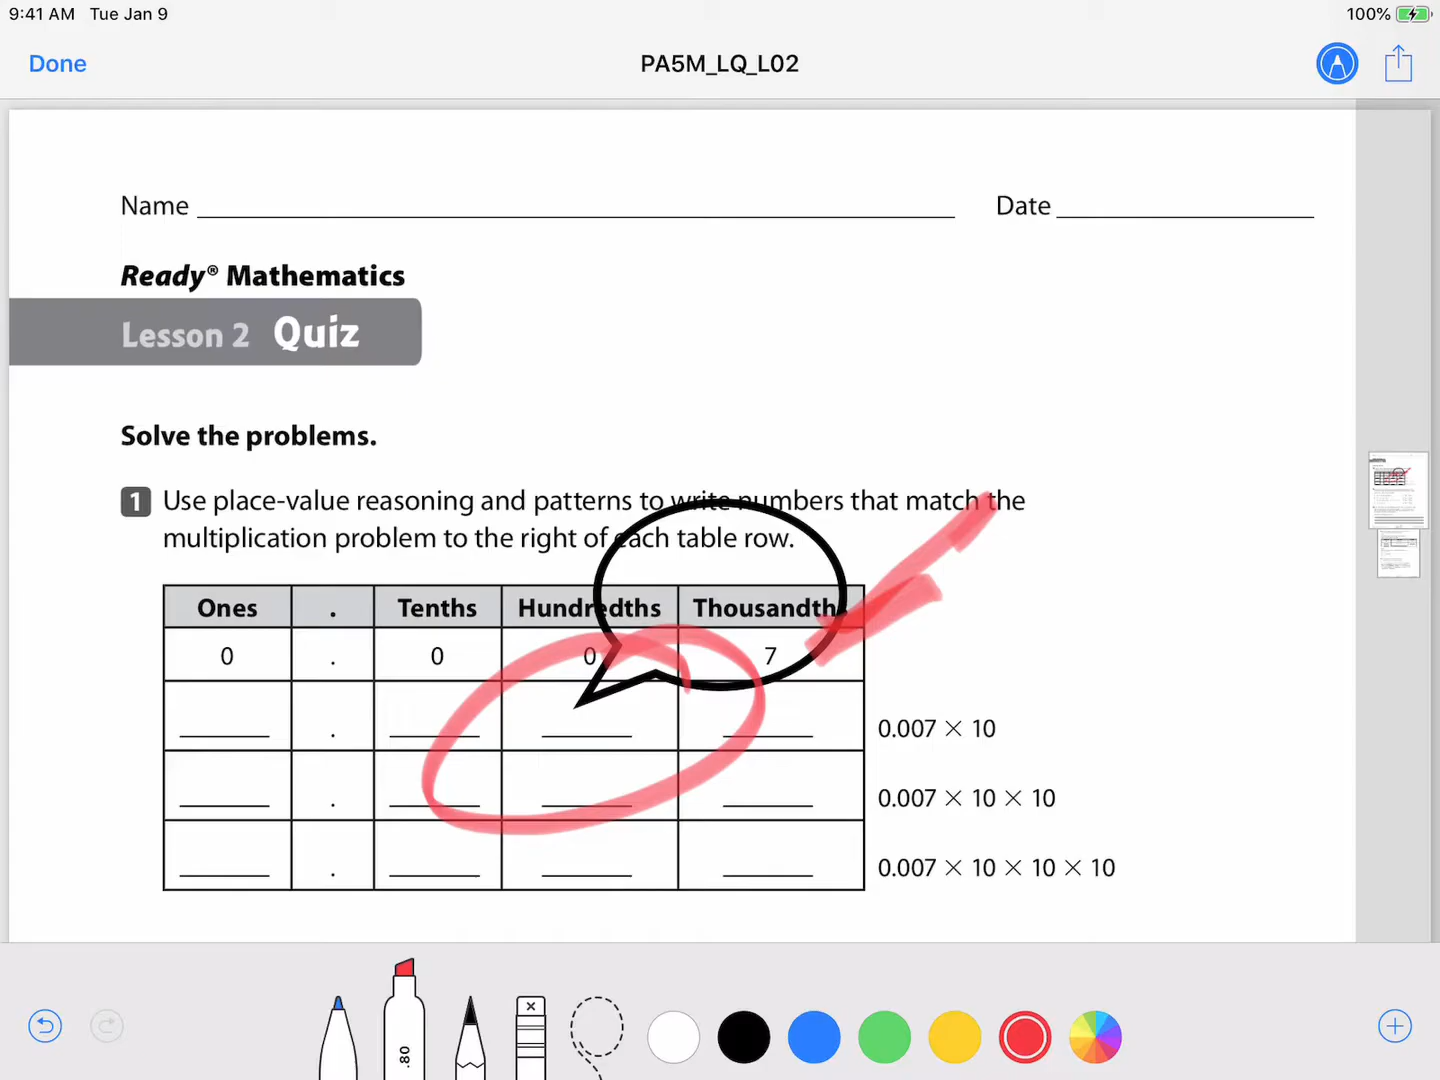 9:41 AM Tue Jan 9 100%
Done PA5M_LQ_L02
Name Date
Ready® Mathematics
Lesson 2 Quiz
Solve the problems.
1 Use place-value reasoning and patterns to write numbers that match the
multiplication problem to the right of each table row.
Ones . Tenths Hundredths Thousandths
0 . 0 0 7
. 0.007 × 10
. 0.007 × 10 × 10
. 0.007 × 10 × 10 × 10
.80